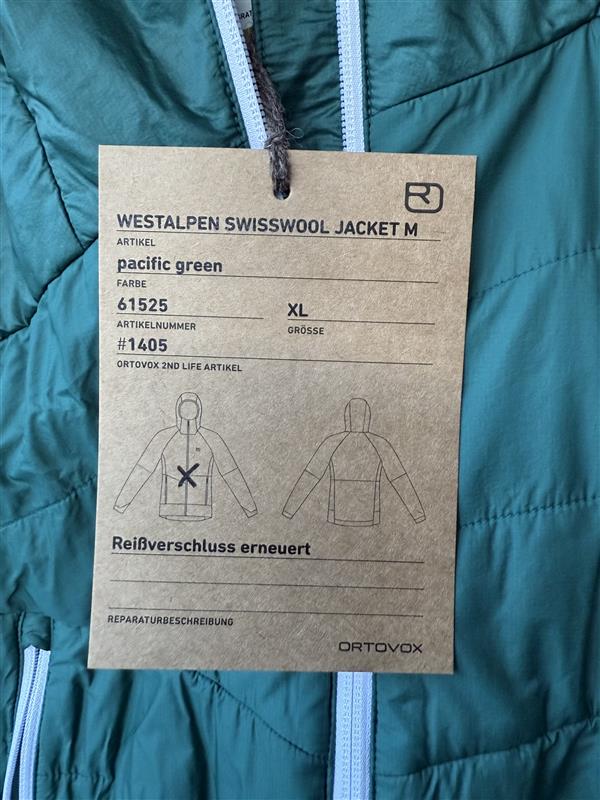 WESTALPEN SWISSWOOL JACKET M
ARTIKEL
pacific green
FARBE
61525
ARTIKELNUMMER
XL
GRÖSSE
#1405
ORTOVOX 2ND LIFE ARTIKEL
Reißverschluss erneuert
REPARATURBESCHREIBUNG
ORTOVOX